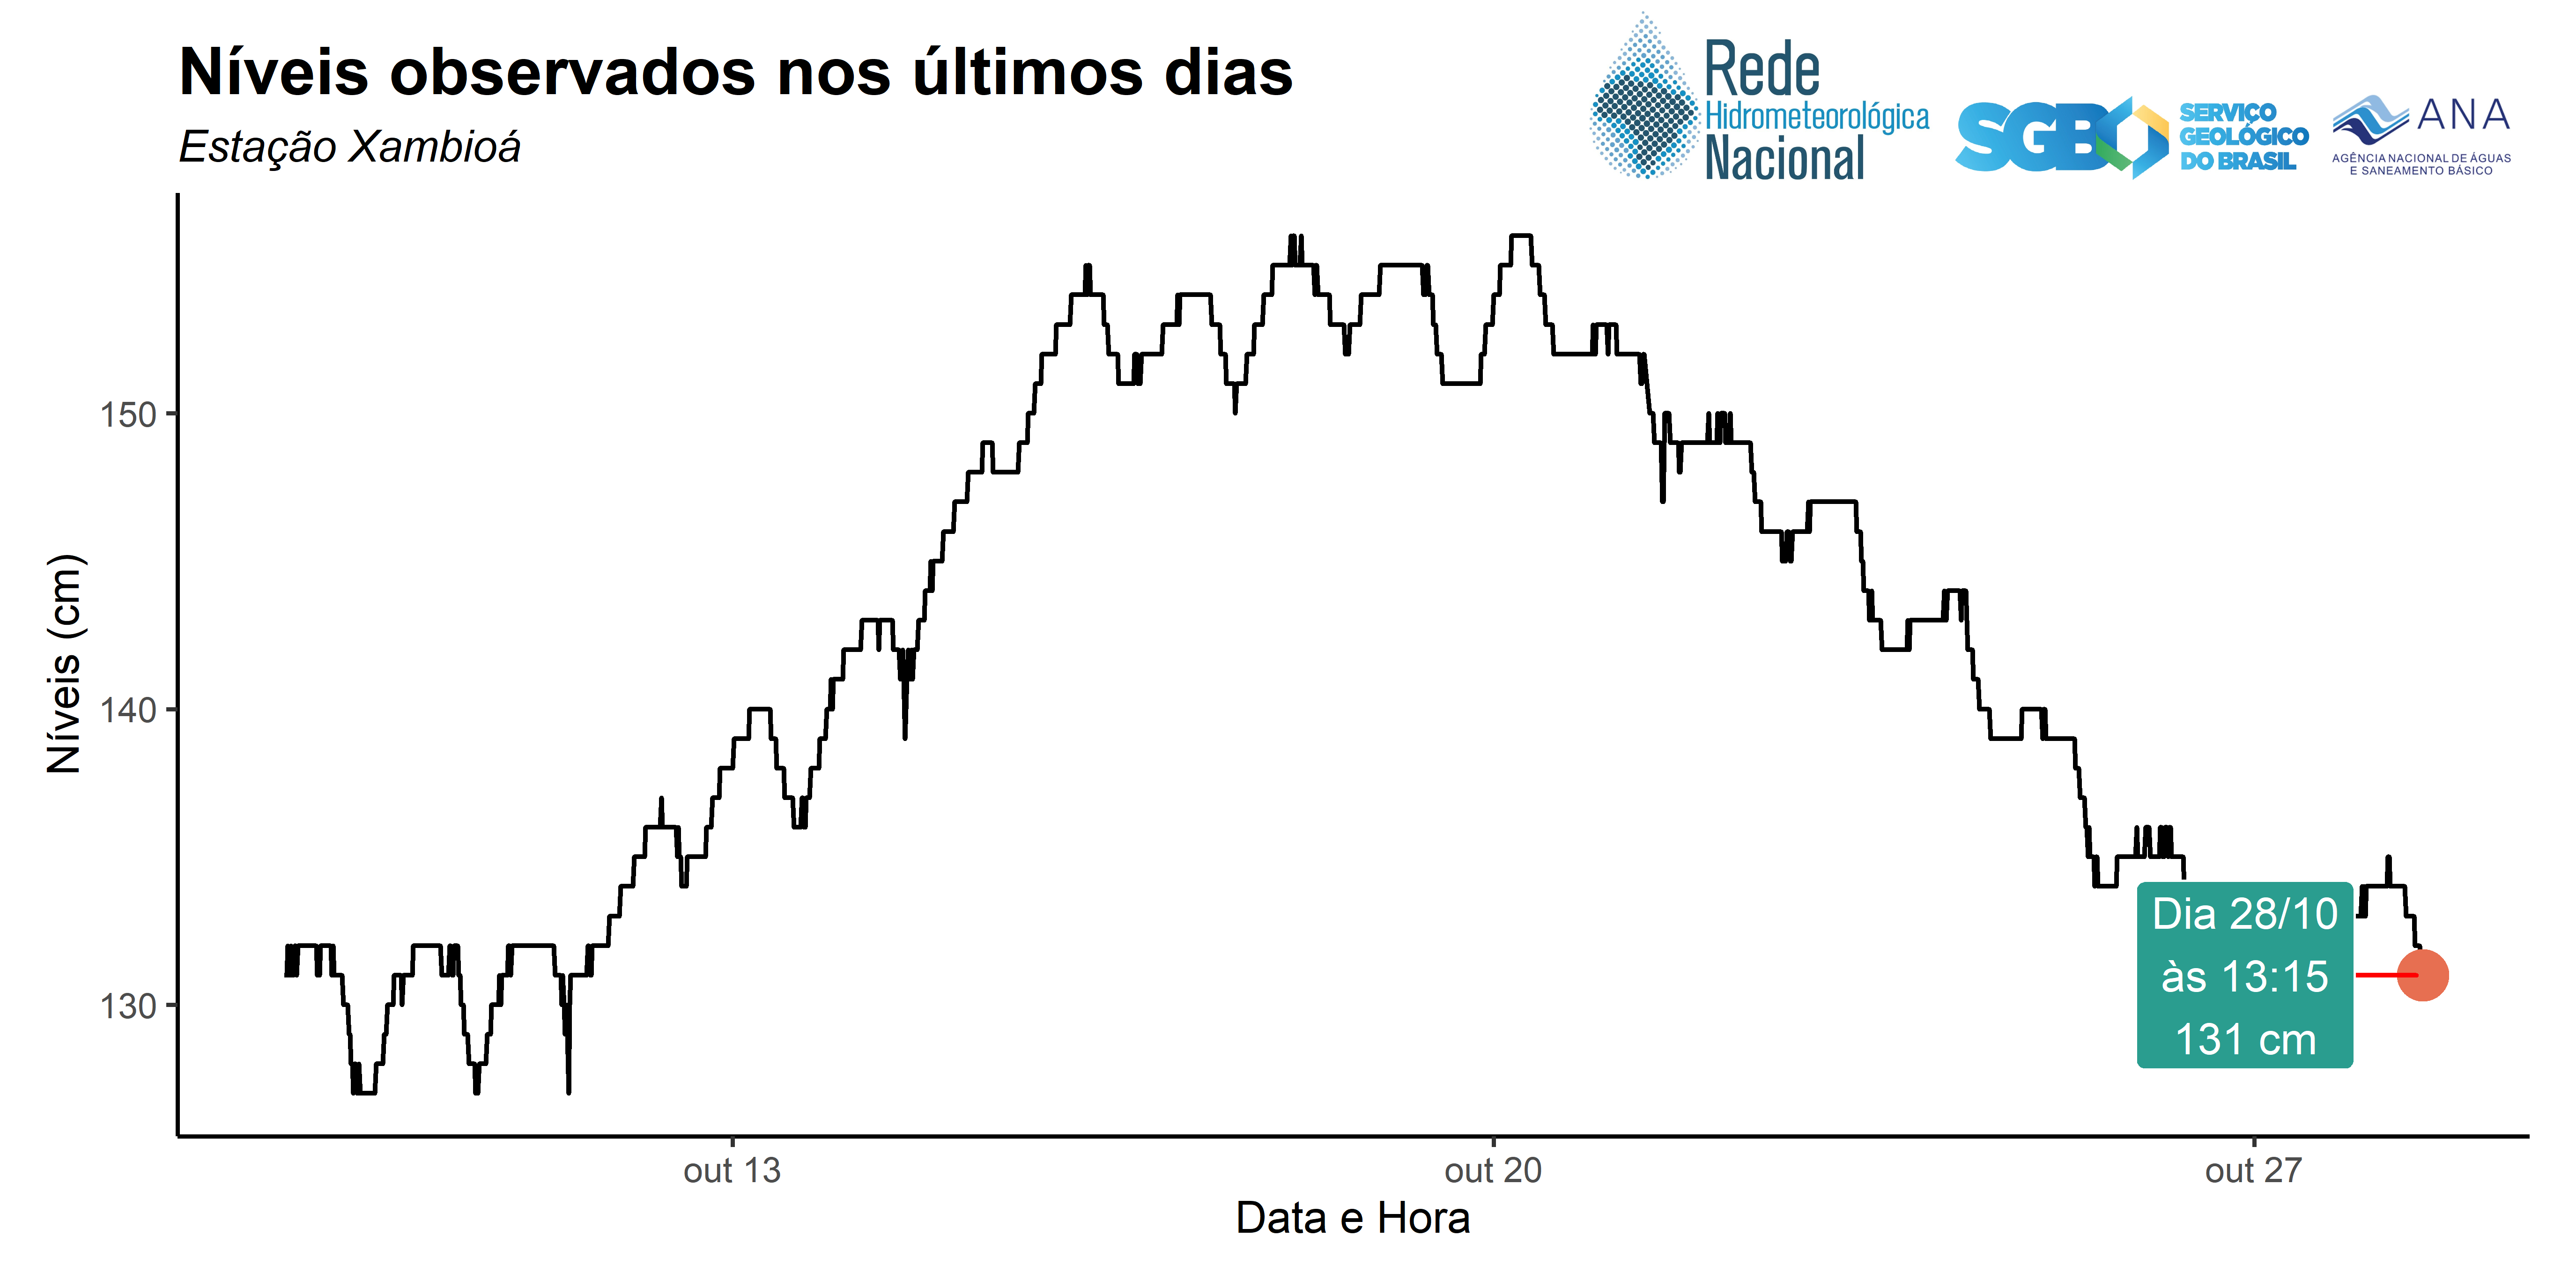 Níveis observados nos últimos dias
Estação Xambioá
Rede
Hidrometeorológica
Nacional
SGB
SERVIÇO
GEOLÓGICO
DO BRASIL
ANA
AGÊNCIA NACIONAL DE ÁGUAS
E SANEAMENTO BÁSICO
Níveis (cm)
150
140
130
Dia 28/10
às 13:15
131 cm
out 13
out 20
out 27
Data e Hora